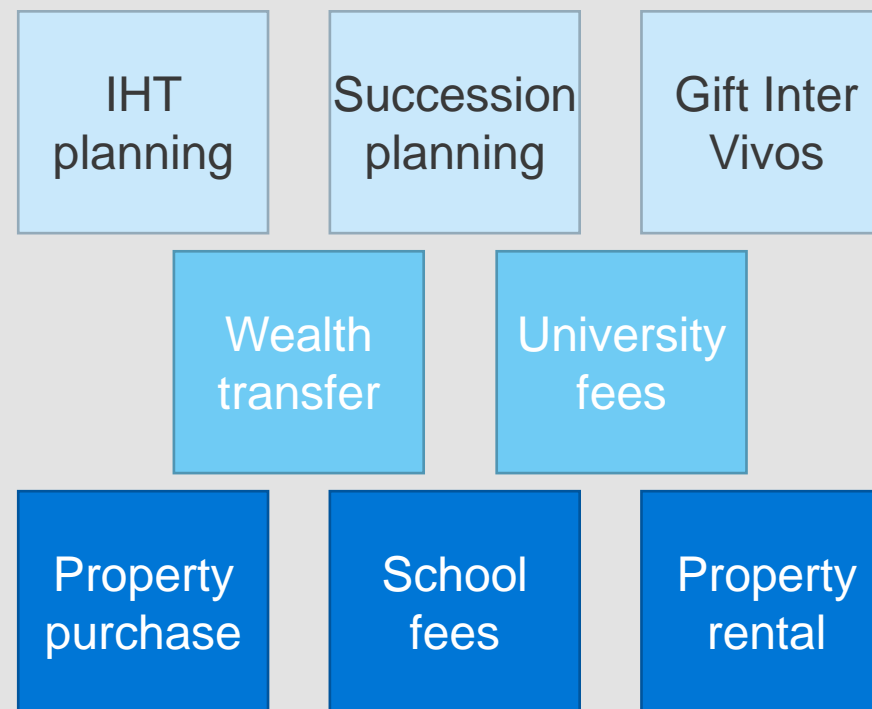 IHT
planning
Succession
planning
Gift Inter
Vivos
Wealth
transfer
University
fees
Property
purchase
School
fees
Property
rental